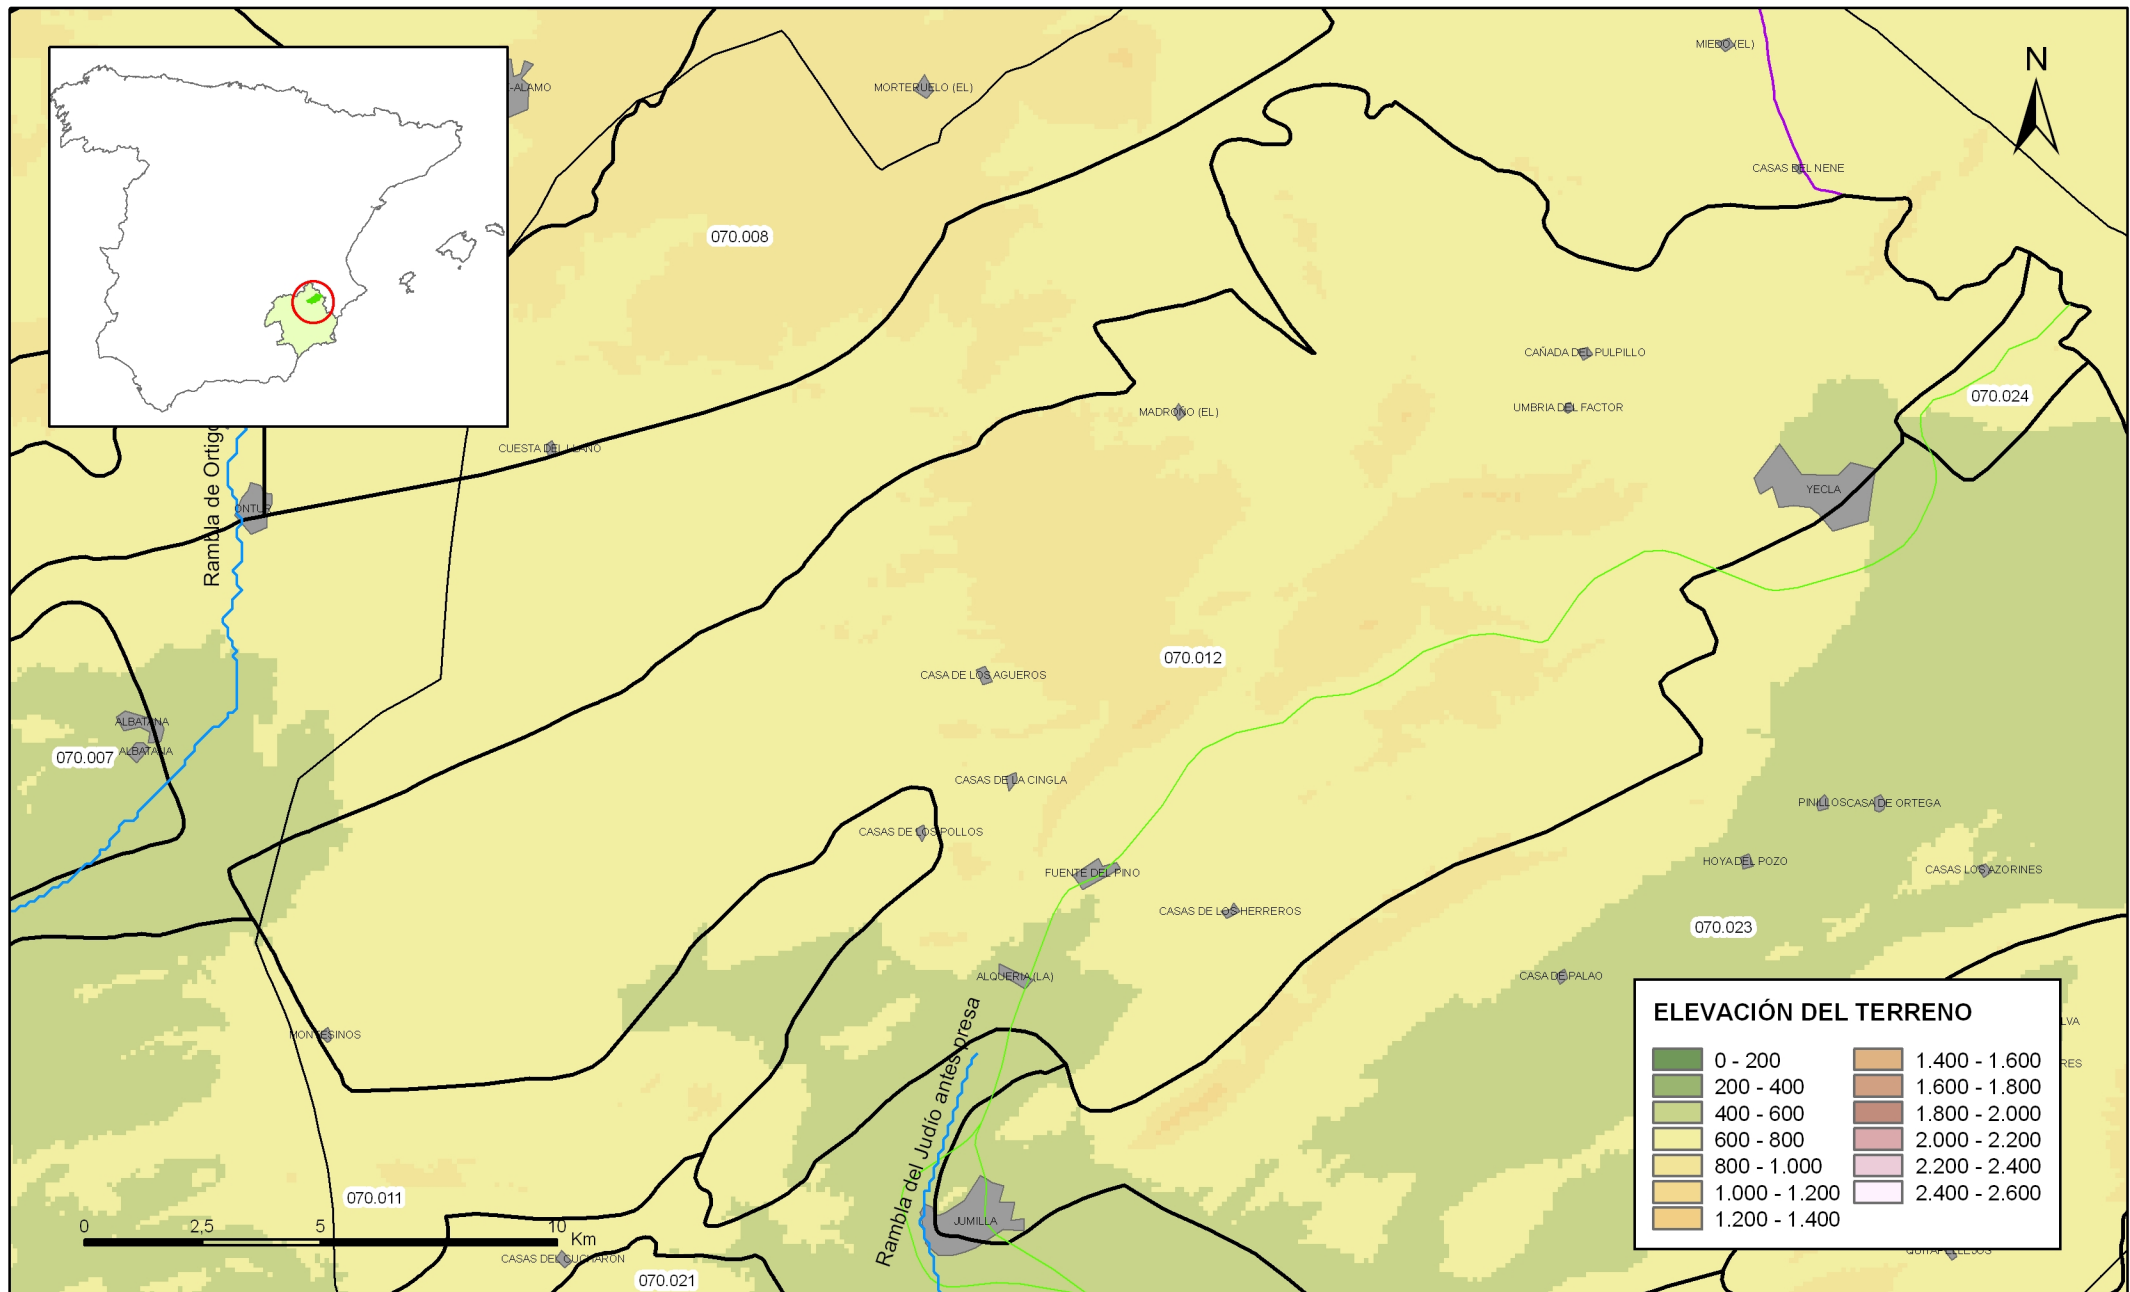 MIEDO (EL)
N
-ALAMO
MORTERUELO (EL)
CASAS DEL NENE
070.008
CAÑADA DEL PULPILLO
070.024
UMBRIA DEL FACTOR
MADROÑO (EL)
CUESTA DEL LLANO
YECLA
ONTUR
Rambla de Ortigo
070.012
CASA DE LOS AGUEROS
ALBATANA
ALBATANA
070.007
CASAS DE LA CINGLA
PINILLOS
CASA DE ORTEGA
CASAS DE LOS POLLOS
HOYA DEL POZO
CASAS LOS AZORINES
FUENTE DEL PINO
CASAS DE LOS HERREROS
070.023
ALQUERIA (LA)
CASA DE PALAO
MONTESINOS
Rambla del Judío antes presa
ELEVACIÓN DEL TERRENO
0 - 200
200 - 400
400 - 600
600 - 800
800 - 1.000
1.000 - 1.200
1.200 - 1.400
1.400 - 1.600
1.600 - 1.800
1.800 - 2.000
2.000 - 2.200
2.200 - 2.400
2.400 - 2.600
LVA
RES
070.011
JUMILLA
0 2,5 5 10
Km
CASAS DEL CUCHARON
070.021